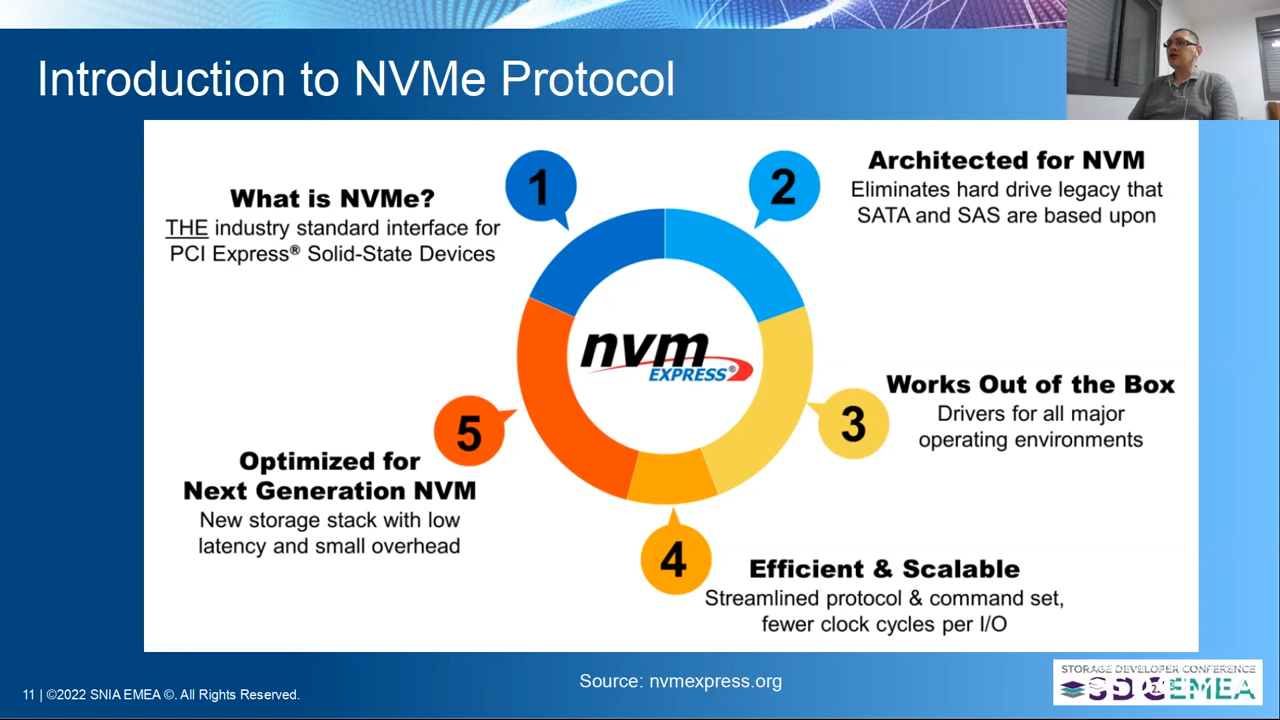 Introduction to NVMe Protocol
1
What is NVMe?
THE industry standard interface for
PCI Express® Solid-State Devices
2
Architected for NVM
Eliminates hard drive legacy that
SATA and SAS are based upon
3
Works Out of the Box
Drivers for all major
operating environments
4
Efficient & Scalable
Streamlined protocol & command set,
fewer clock cycles per I/O
5
Optimized for
Next Generation NVM
New storage stack with low
latency and small overhead
nvm
EXPRESS®
Source: nvmexpress.org
11 | ©2022 SNIA EMEA ©. All Rights Reserved.
STORAGE DEVELOPER CONFERENCE
EMEA